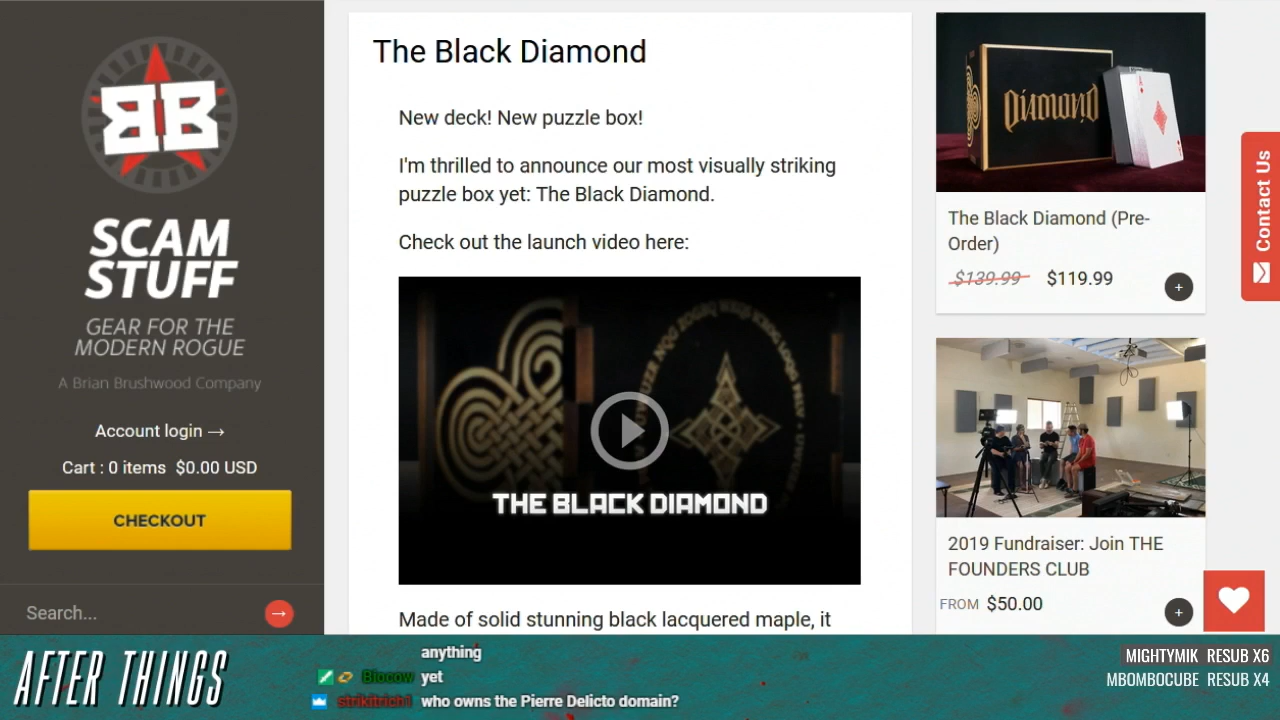 BB
SCAM
STUFF
GEAR FOR THE
MODERN ROGUE
A Brian Brushwood Company
Account login →
Cart : 0 items $0.00 USD
CHECKOUT
Search...
→
The Black Diamond
New deck! New puzzle box!
I'm thrilled to announce our most visually striking
puzzle box yet: The Black Diamond.
Check out the launch video here:
THE BLACK DIAMOND
Made of solid stunning black lacquered maple, it
Diamond
A
The Black Diamond (Pre-
Order)
$139.99 $119.99
+
2019 Fundraiser: Join THE
FOUNDERS CLUB
FROM $50.00
+
Contact Us
AFTER THINGS
anything
Blocow yet
strikitrich1 who owns the Pierre Delicto domain?
MIGHTYMIK RESUB X6
MBOMBOCUBE RESUB X4